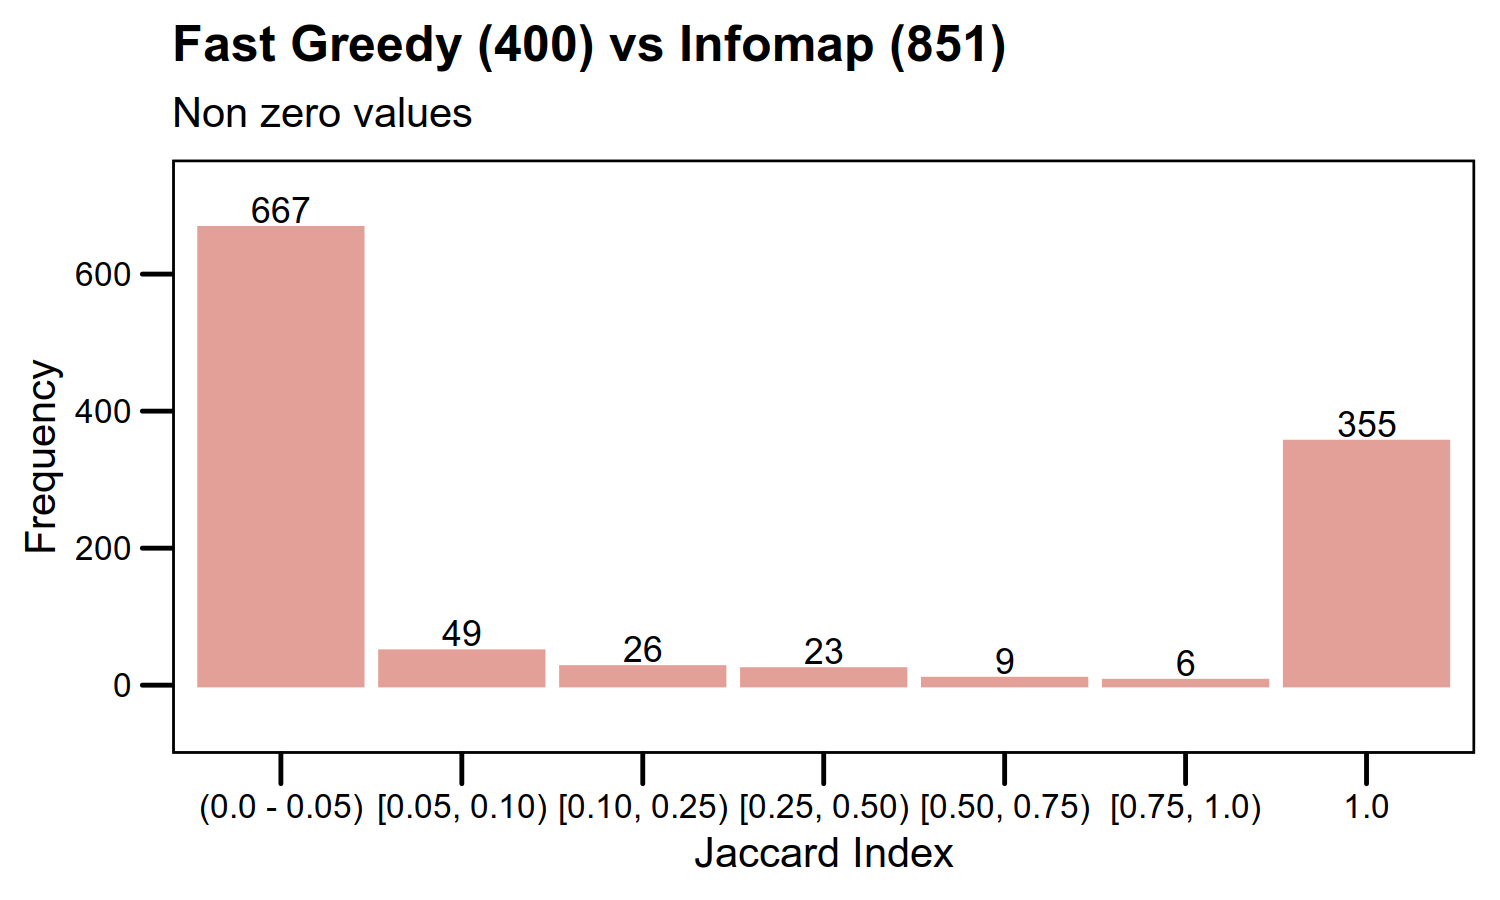 Fast Greedy (400) vs Infomap (851)
Non zero values
667
600
400
355
Frequency
200
49
26
23
9
6
0
(0.0 - 0.05) [0.05, 0.10) [0.10, 0.25) [0.25, 0.50) [0.50, 0.75) [0.75, 1.0) 1.0
Jaccard Index